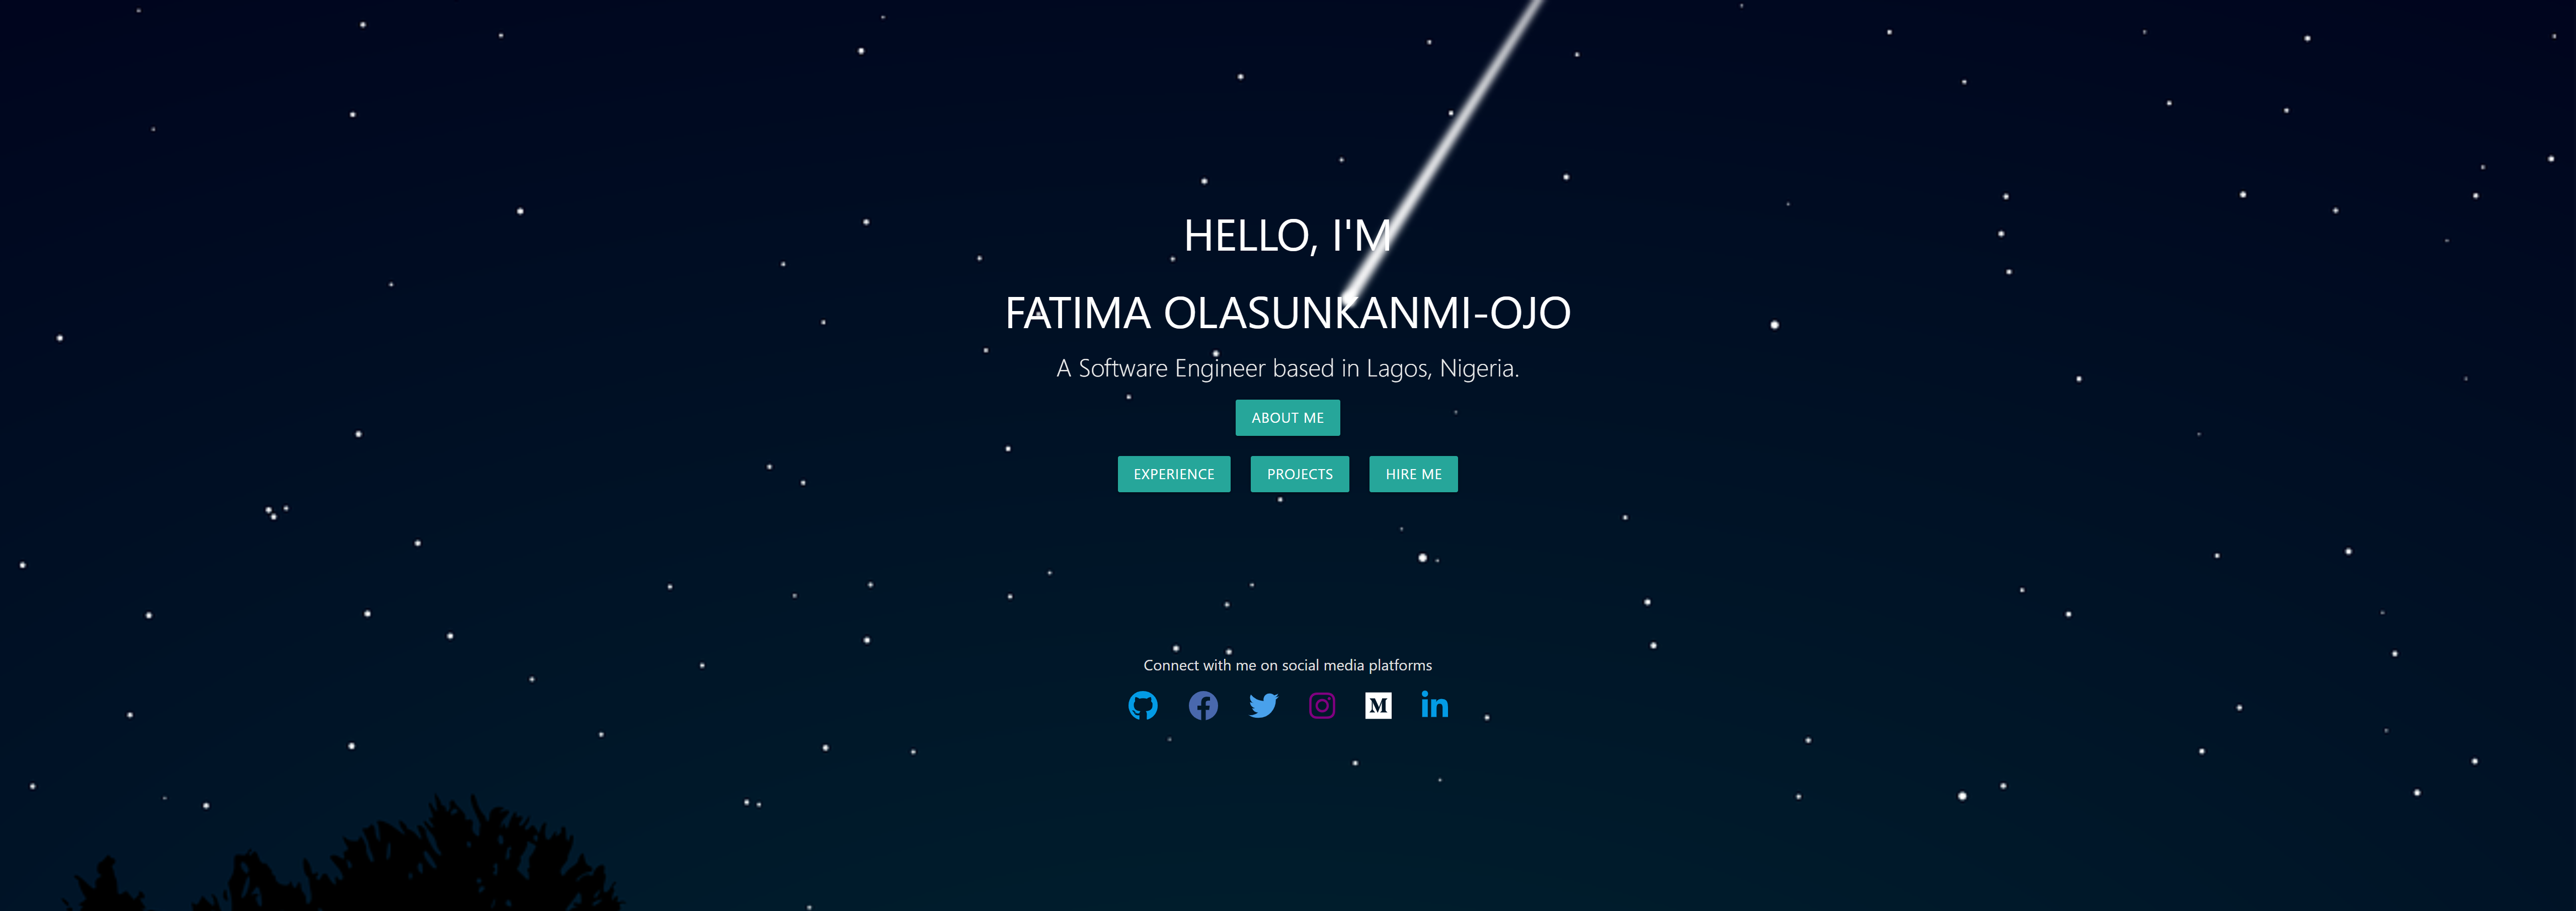 HELLO, I'M
FATIMA OLASUNKANMI-OJO
A Software Engineer based in Lagos, Nigeria.
ABOUT ME
EXPERIENCE PROJECTS HIRE ME
Connect with me on social media platforms
M in